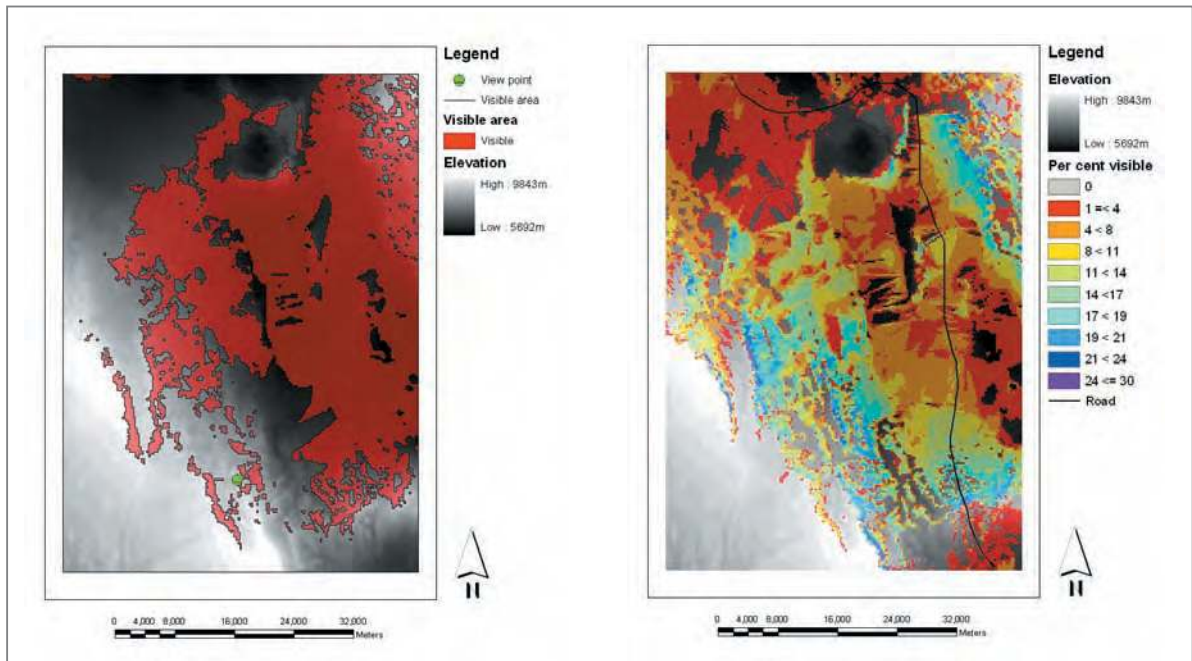 Legend
View point
Visible area
Visible area
Visible
Elevation
High : 9843m
Low : 5692m
N
0 4,000 8,000 16,000 24,000 32,000
Meters
Legend
Elevation
High : 9843m
Low : 5692m
Per cent visible
0
1 =< 4
4 < 8
8 < 11
11 < 14
14 <17
17 < 19
19 < 21
21 < 24
24 <= 30
Road
N
0 4,000 8,000 16,000 24,000 32,000
Meters